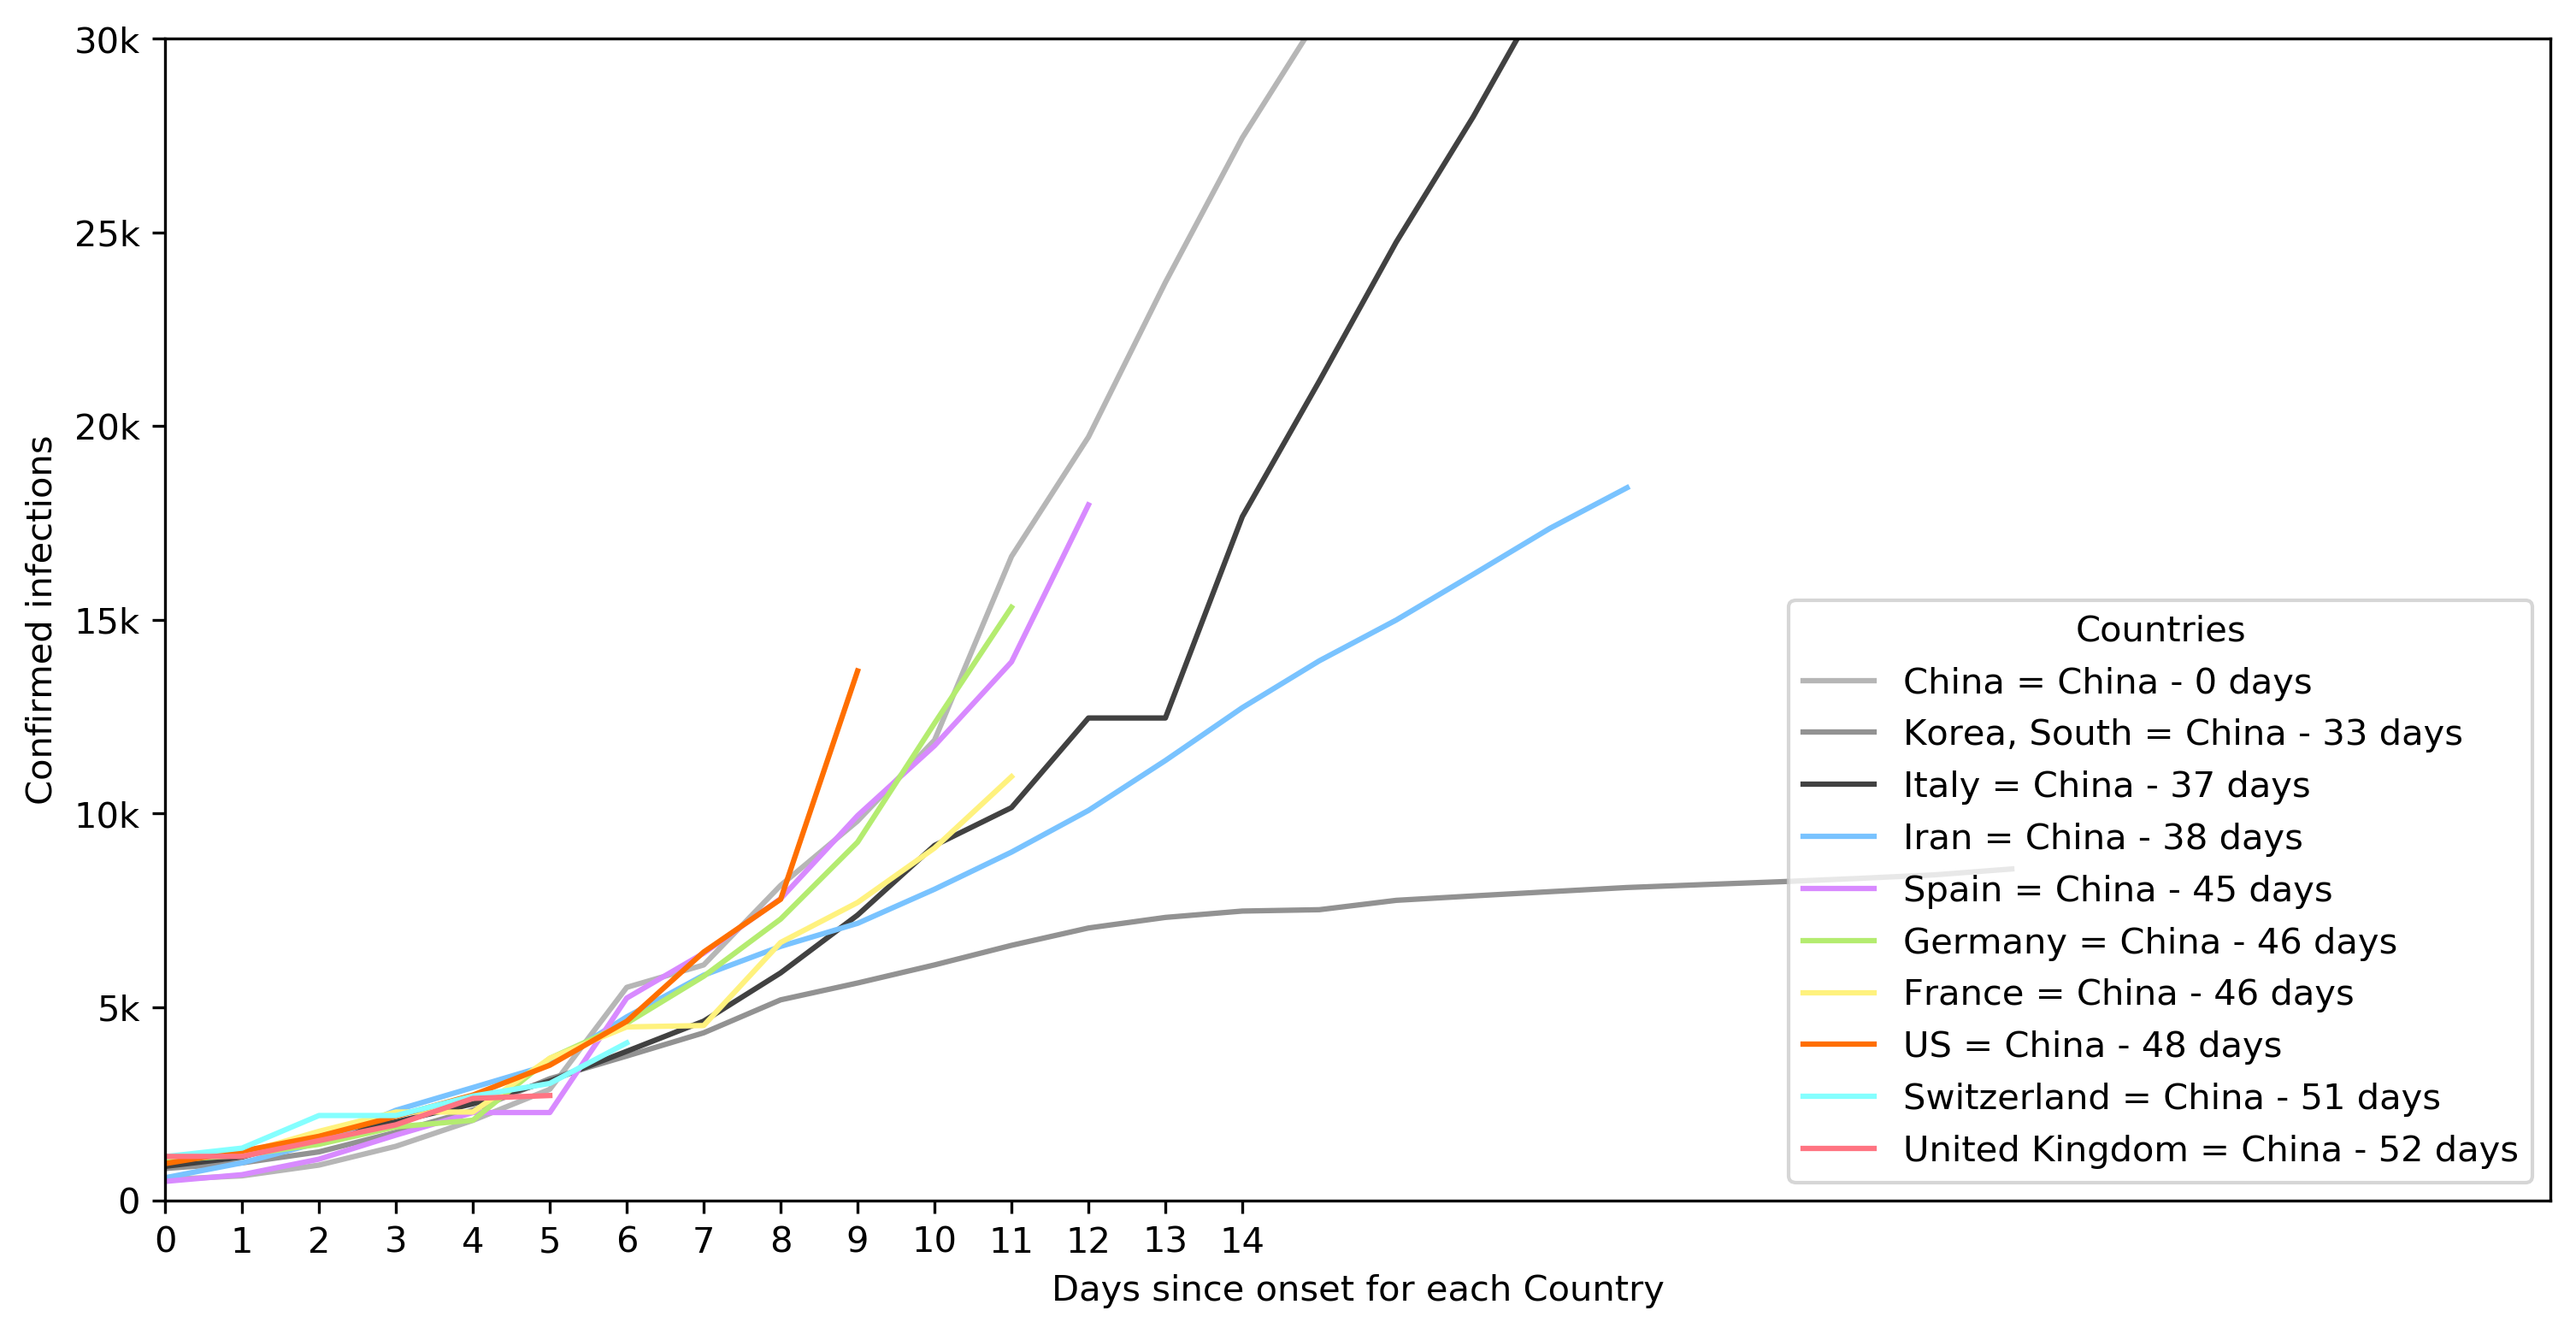 30k
25k
20k
15k
10k
5k
0
Confirmed infections
0 1 2 3 4 5 6 7 8 9 10 11 12 13 14
Days since onset for each Country
Countries
China = China - 0 days
Korea, South = China - 33 days
Italy = China - 37 days
Iran = China - 38 days
Spain = China - 45 days
Germany = China - 46 days
France = China - 46 days
US = China - 48 days
Switzerland = China - 51 days
United Kingdom = China - 52 days